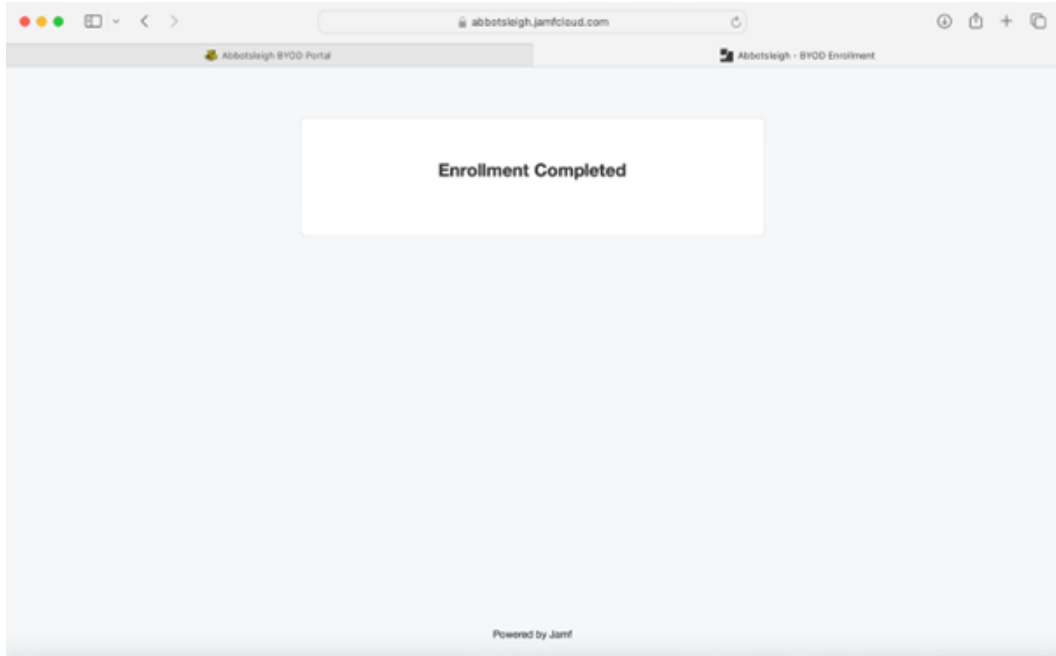 abbotsleigh.jamfcloud.com
Abbotsleigh BYOD Portal
Abbotsleigh - BYOD Enrollment
Enrollment Completed
Powered by Jamf